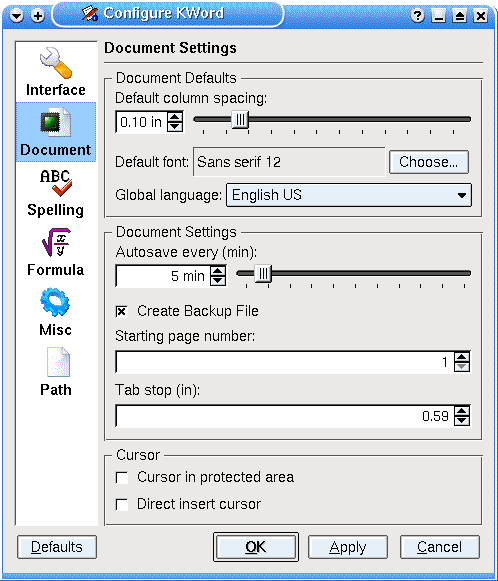 Configure KWord
Document Settings
Interface
Document
ABC
Spelling
x
y
Formula
Misc
Path
Document Defaults
Default column spacing:
0.10 in
Default font: Sans serif 12 Choose...
Global language: English US
Document Settings
Autosave every (min):
5 min
Create Backup File
Starting page number:
1
Tab stop (in):
0.59
Cursor
Cursor in protected area
Direct insert cursor
Defaults OK Apply Cancel